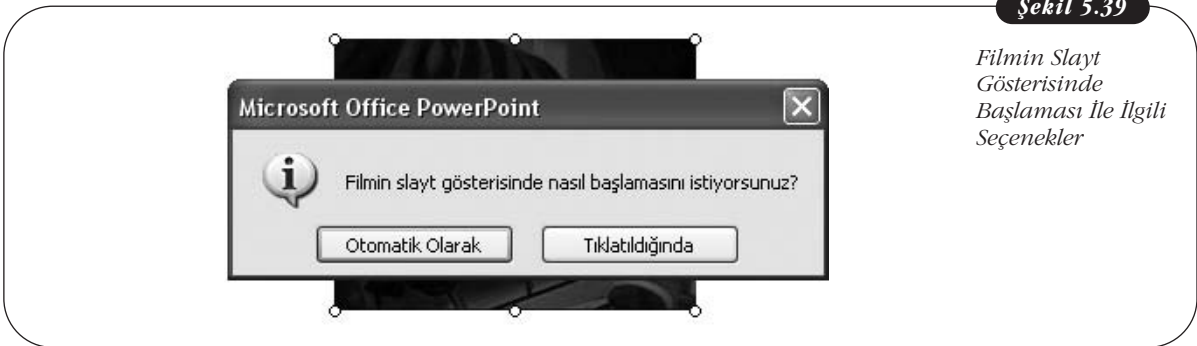 Şekil 5.39
Filmin Slayt
Gösterisinde
Başlaması İle İlgili
Seçenekler
Microsoft Office PowerPoint
Filmin slayt gösterisinde nasıl başlamasını istiyorsunuz?
Otomatik Olarak
Tıklatıldığında